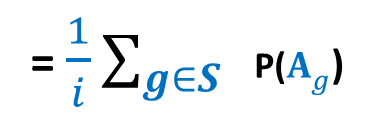 = 1/i ∑g∈S P(Ag)